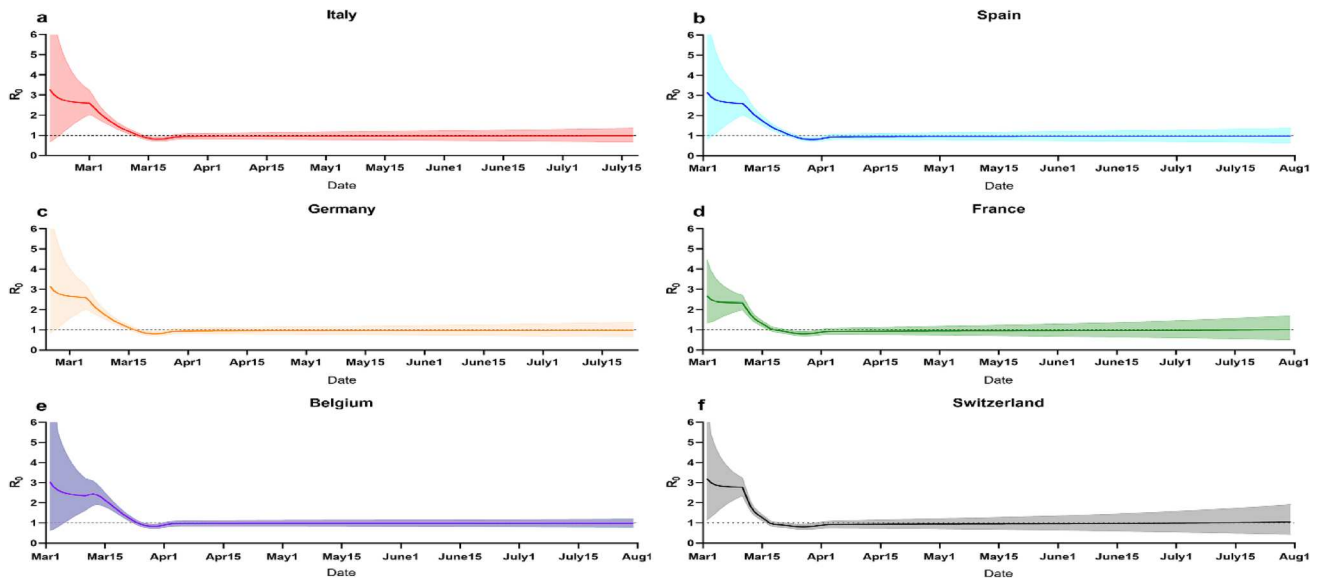 a Italy
6
5
4
3
2
1
0
R0
Mar1 Mar15 Apr1 Apr15 May1 May15 June1 June15 July1 July15
Date
b Spain
6
5
4
3
2
1
0
R0
Mar1 Mar15 Apr1 Apr15 May1 May15 June1 June15 July1 July15 Aug1
Date
c Germany
6
5
4
3
2
1
0
R0
Mar1 Mar15 Apr1 Apr15 May1 May15 June1 June15 July1 July15
Date
d France
6
5
4
3
2
1
0
R0
Mar1 Mar15 Apr1 Apr15 May1 May15 June1 June15 July1 July15 Aug1
Date
e Belgium
6
5
4
3
2
1
0
R0
Mar1 Mar15 Apr1 Apr15 May1 May15 June1 June15 July1 July15 Aug1
Date
f Switzerland
6
5
4
3
2
1
0
R0
Mar1 Mar15 Apr1 Apr15 May1 May15 June1 June15 July1 July15 Aug1
Date